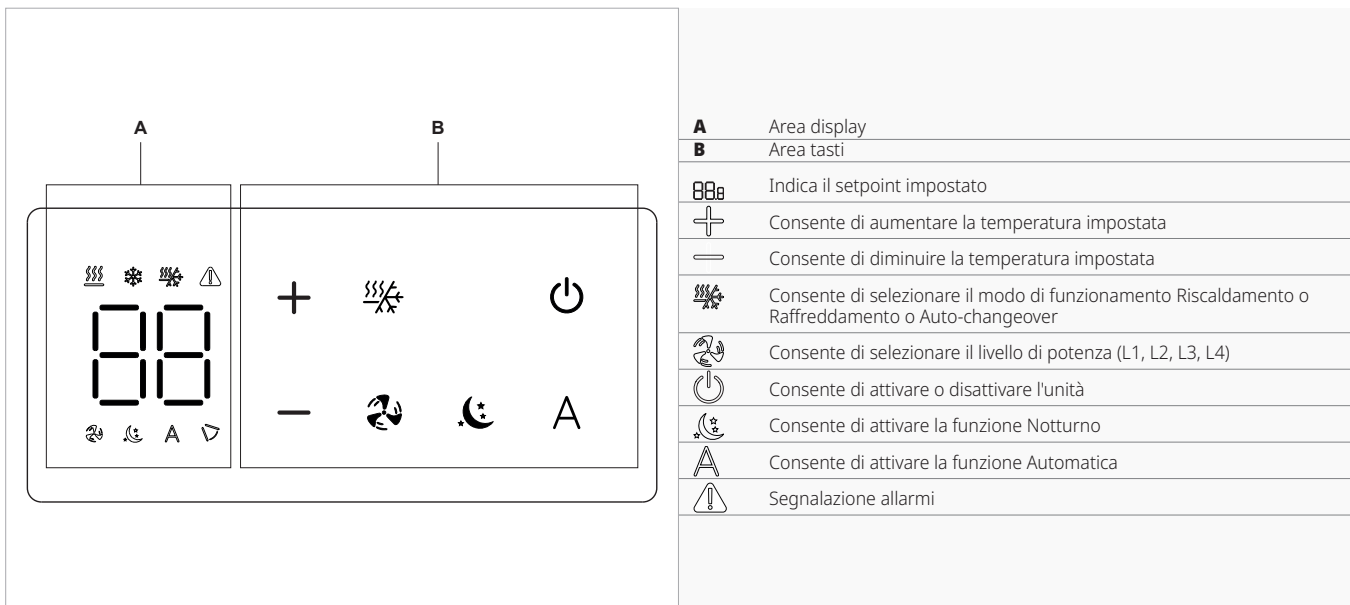 A
B
A
A Area display
B Area tasti
88.8 Indica il setpoint impostato
Consente di aumentare la temperatura impostata
Consente di diminuire la temperatura impostata
Consente di selezionare il modo di funzionamento Riscaldamento o
Raffreddamento o Auto-changeover
Consente di selezionare il livello di potenza (L1, L2, L3, L4)
Consente di attivare o disattivare l'unità
Consente di attivare la funzione Notturno
A Consente di attivare la funzione Automatica
Segnalazione allarmi
88
A